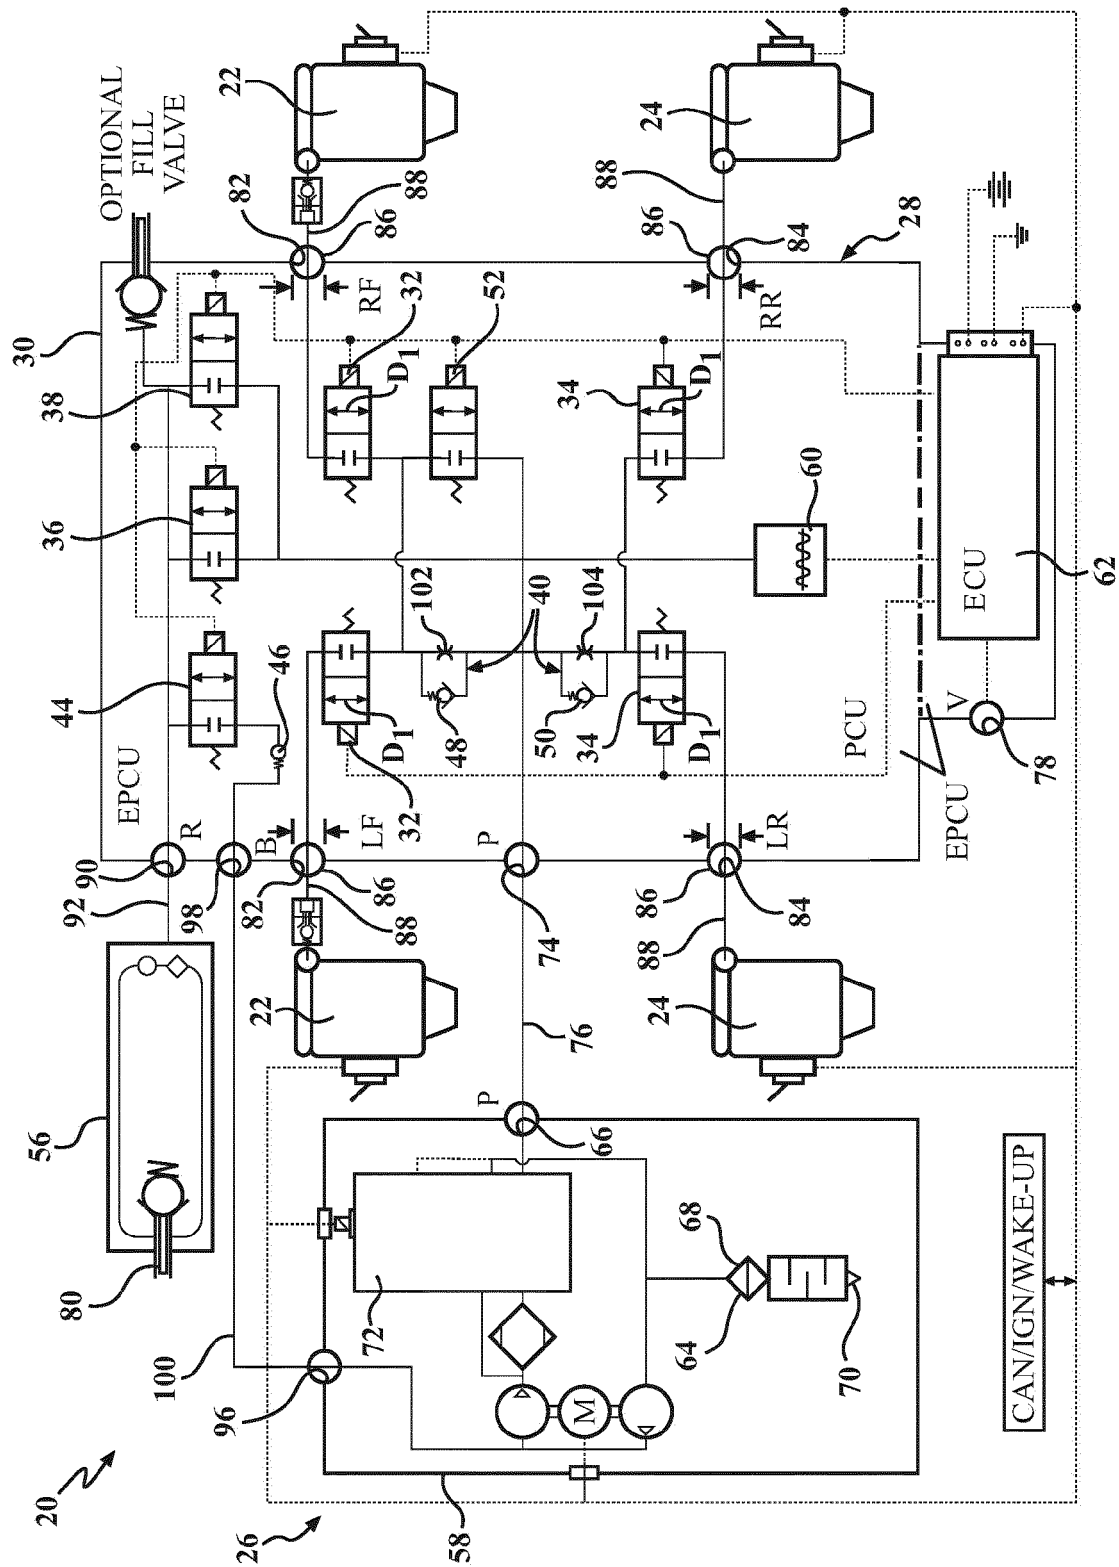 20
56
44
36
38
30
OPTIONAL
FILL
VALVE
80
92
90
EPCU
R
100
98
96
22
82
26
22
82
B
46
72
LF
RF
86
86
D1
D1
88
88
32
32
58
102
48
52
P
P
40
74
66
50
104
76
M
34
34
D1
D1
88
86
24
88
86
24
64
68
LR
RR
84
84
60
70
PCU
28
EPCU
V
ECU
78
62
CAN/IGN/WAKE-UP